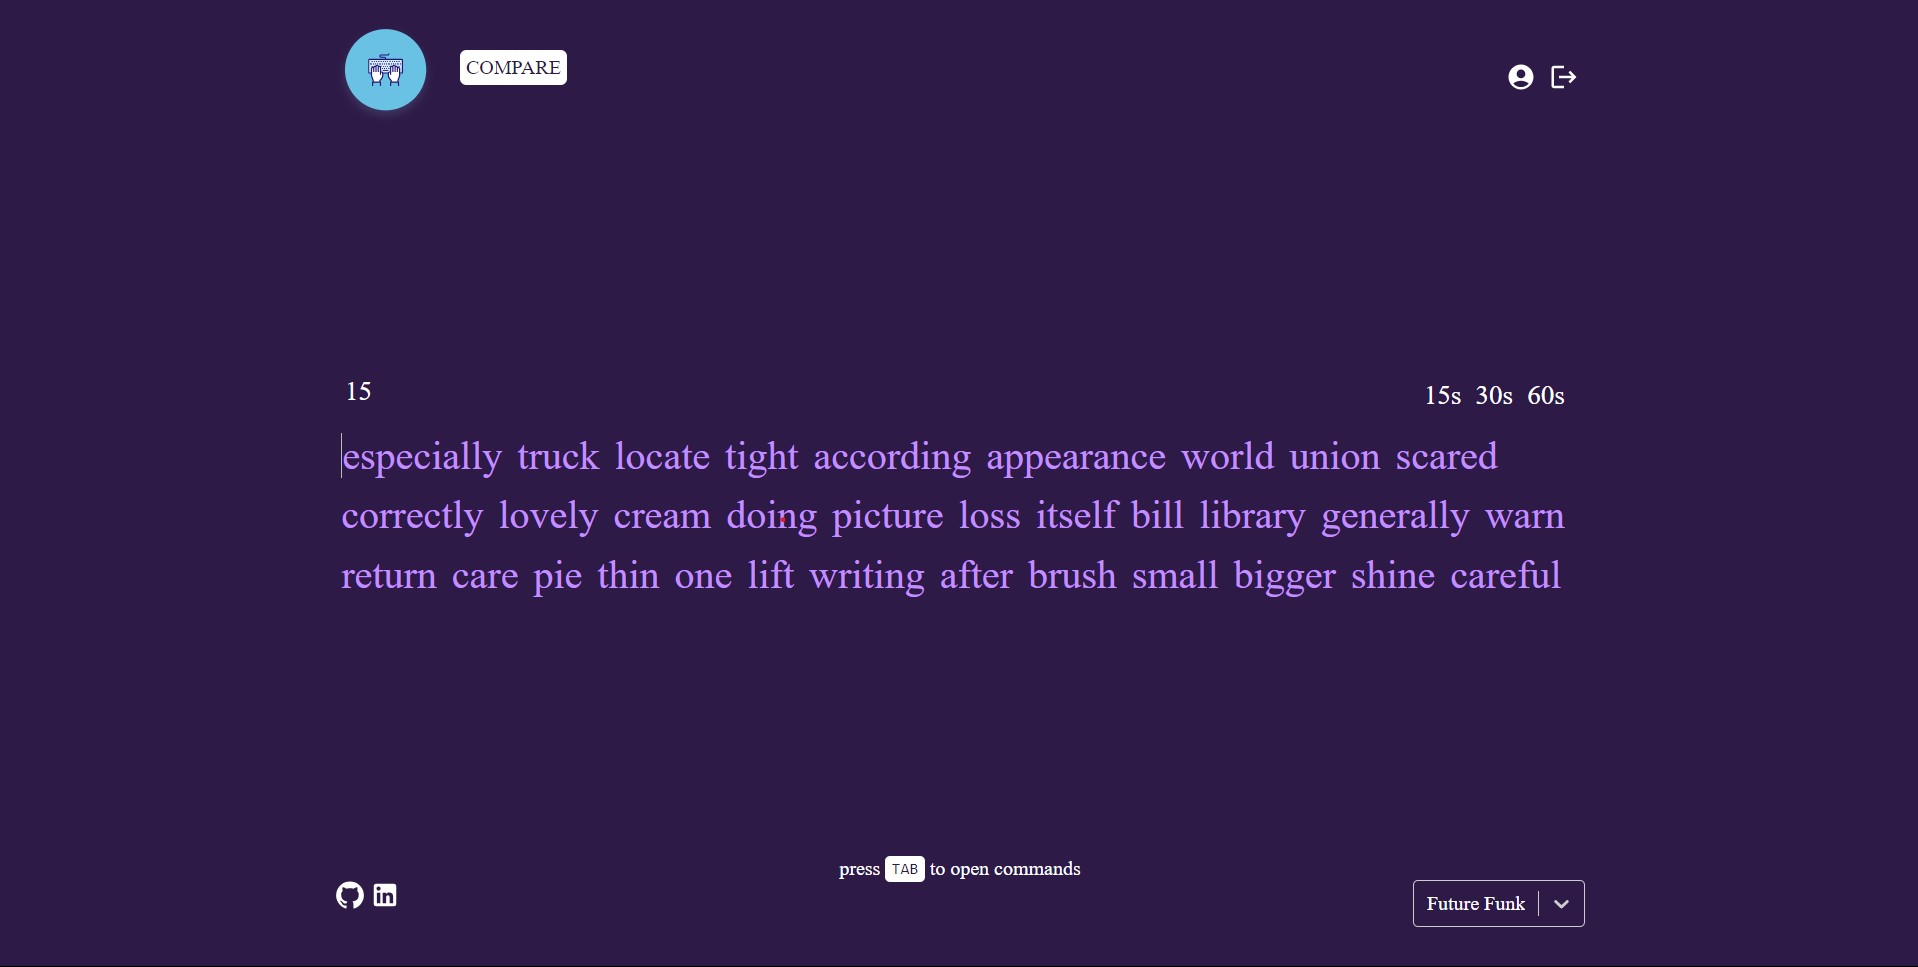 COMPARE
15
15s 30s 60s
especially truck locate tight according appearance world union scared
correctly lovely cream doing picture loss itself bill library generally warn
return care pie thin one lift writing after brush small bigger shine careful
press TAB to open commands
in
Future Funk